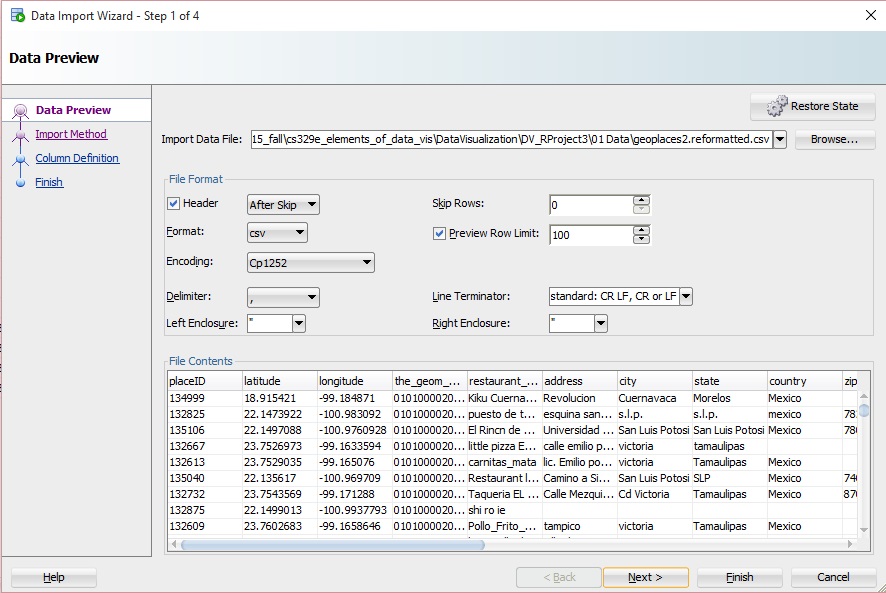 Data Import Wizard - Step 1 of 4
Data Preview
Data Preview
Import Method
Column Definition
Finish
Restore State
Import Data File: 15_fall\cs329e_elements_of_data_vis\DataVisualization\DV_RProject3\01 Data\geoplaces2.reformatted.csv Browse...
File Format
Header After Skip Skip Rows: 0
Format: csv Preview Row Limit: 100
Encoding: Cp1252
Delimiter: , Line Terminator: standard: CR LF, CR or LF
Left Enclosure: " Right Enclosure: "
File Contents
placeID latitude longitude the_geom_... restaurant_... address city state country zip
134999 18.915421 -99.184871 0101000020... Kiku Cuerna... Revolucion Cuernavaca Morelos Mexico
132825 22.1473922 -100.983092 0101000020... puesto de t... esquina san... s.l.p. s.l.p. mexico 78
135106 22.1497088 -100.9760928 0101000020... El Rincn de ... Universidad ... San Luis Potosi San Luis Potosi Mexico 780
132667 23.7526973 -99.1633594 0101000020... little pizza E... calle emilio p... victoria tamaulipas
132613 23.7529035 -99.165076 0101000020... carnitas_mata lic. Emilio po... victoria Tamaulipas Mexico
135040 22.135617 -100.969709 0101000020... Restaurant l... Camino a Si... San Luis Potosi SLP Mexico 740
132732 23.7543569 -99.171288 0101000020... Taqueria EL ... Calle Mezqui... Cd Victoria Tamaulipas Mexico 870
132875 22.1499013 -100.9937793 0101000020... shi ro ie
132609 23.7602683 -99.1658646 0101000020... Pollo_Frito_... tampico victoria Tamaulipas Mexico
Help < Back Next > Finish Cancel